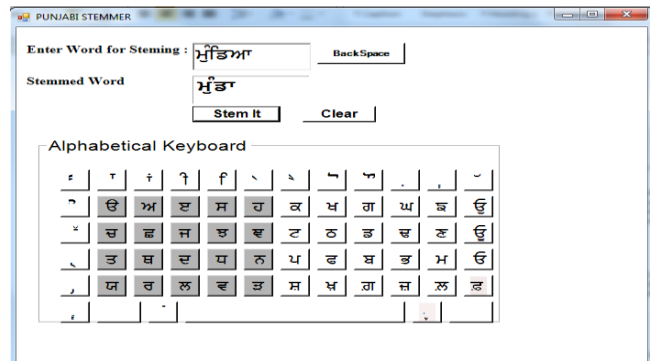 PUNJABI STEMMER
Enter Word for Steming : ਮੁੰਡਿਆ BackSpace
Stemmed Word ਮੁੰਡਾ
Stem It Clear
Alphabetical Keyboard
ੳ ਅ ੲ ਸ ਹ ਕ ਖ ਗ ਘ ਙ ਉ
ਚ ਛ ਜ ਝ ਞ ਟ ਠ ਡ ਢ ਣ ਊ
ਤ ਥ ਦ ਧ ਨ ਪ ਫ ਬ ਭ ਮ ਓ
ਯ ਰ ਲ ਵ ੜ ਸ਼ ਖ਼ ਗ਼ ਜ਼ ਲ਼ ਫ਼